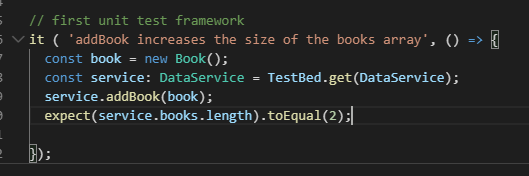 // first unit test framework
it ( 'addBook increases the size of the books array', () => {
const book = new Book();
const service: DataService = TestBed.get(DataService);
service.addBook(book);
expect(service.books.length).toEqual(2);
});